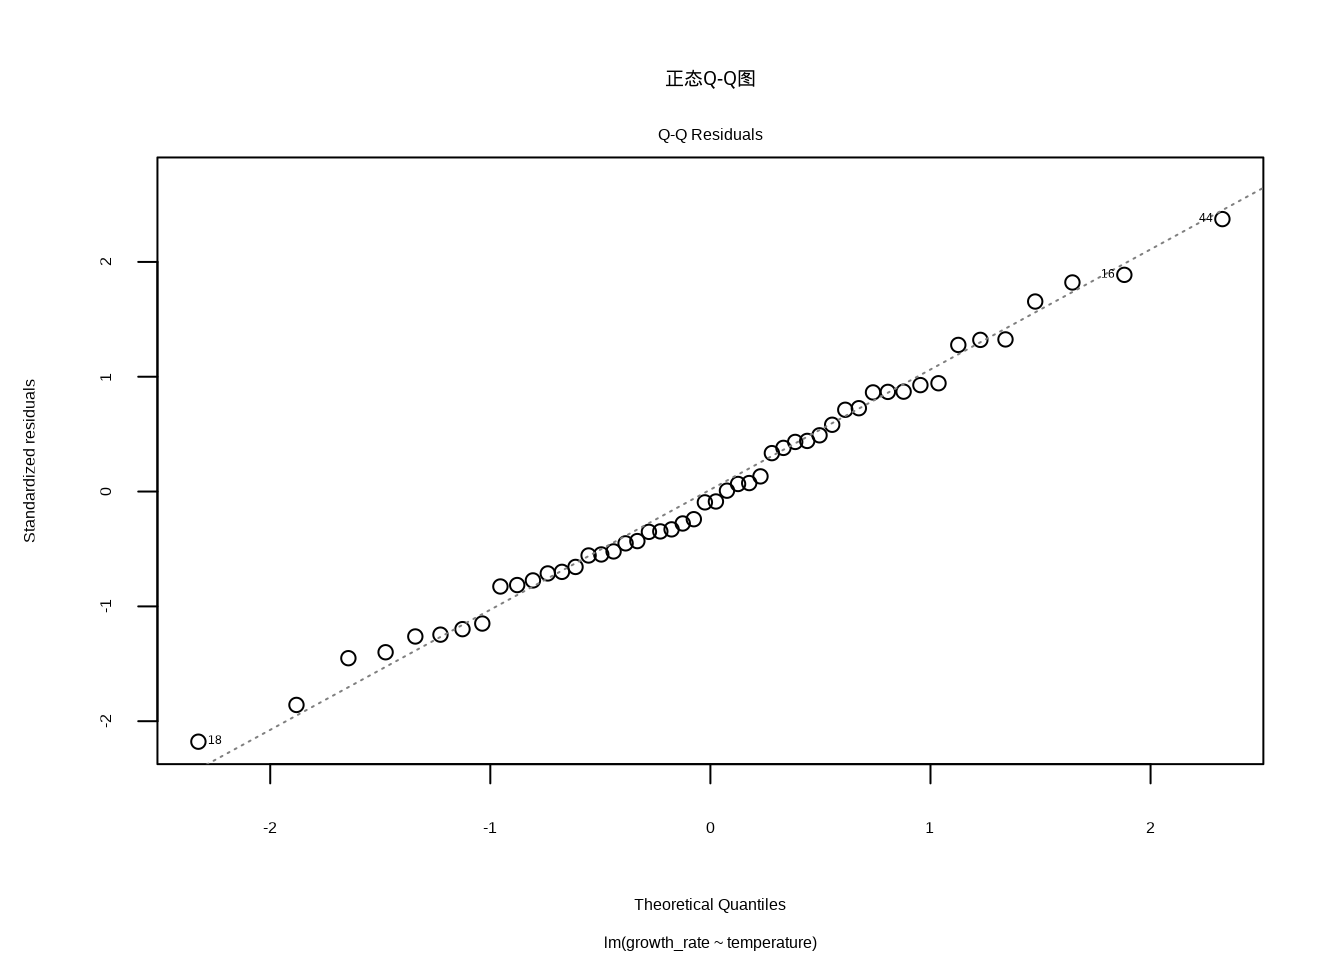 正态Q-Q图
Q-Q Residuals
Standardized residuals
2
1
0
-1
-2
44
16
18
-2 -1 0 1 2
Theoretical Quantiles
lm(growth_rate ~ temperature)